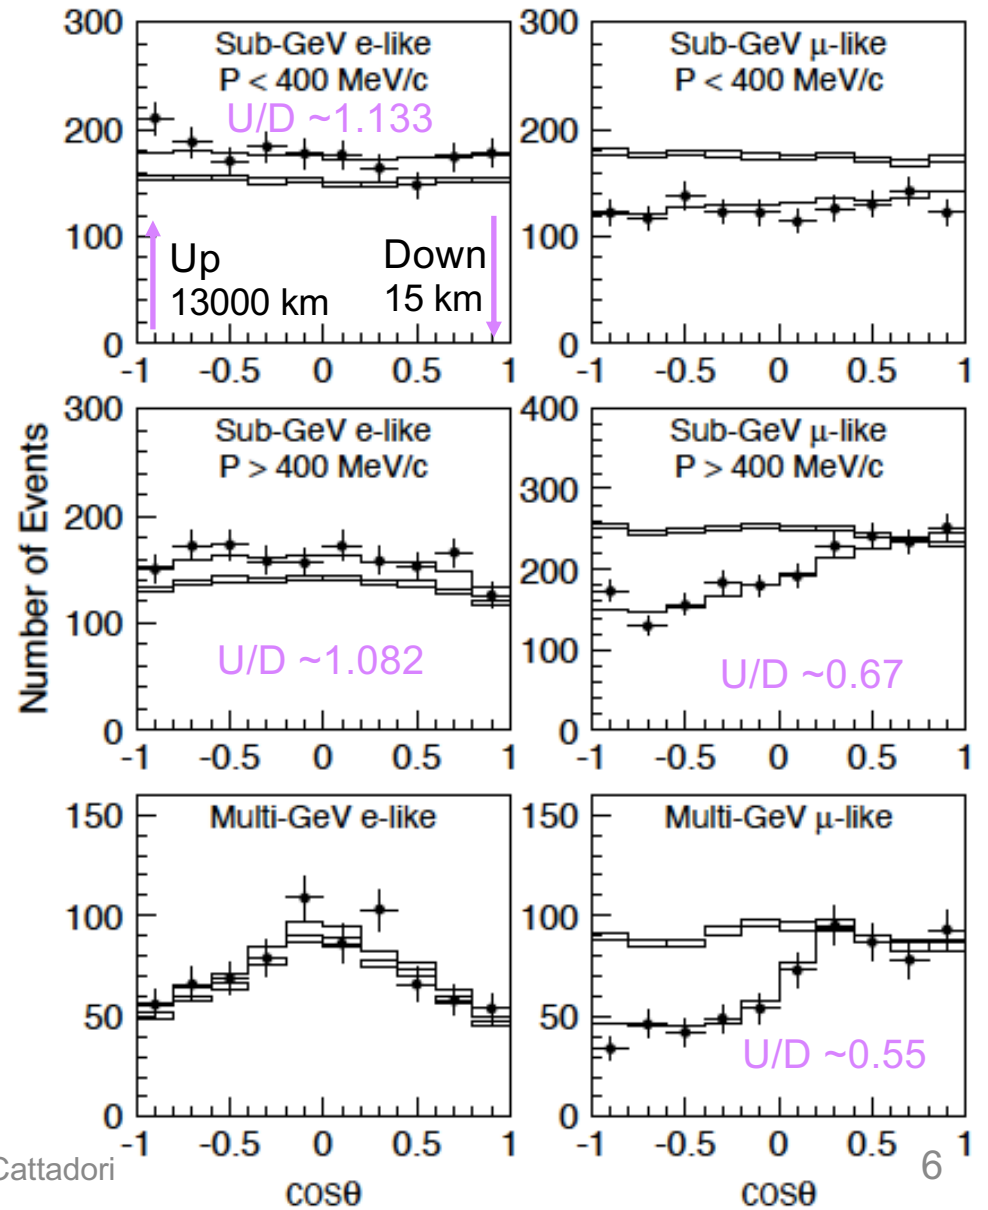 300
Sub-GeV e-like
P < 400 MeV/c
U/D ~1.133
200
100
Up
13000 km
Down
15 km
0
-1 -0.5 0 0.5 1
300
Sub-GeV μ-like
P < 400 MeV/c
200
100
0
-1 -0.5 0 0.5 1
Number of Events
300
Sub-GeV e-like
P > 400 MeV/c
200
100
U/D ~1.082
0
-1 -0.5 0 0.5 1
400
Sub-GeV μ-like
P > 400 MeV/c
300
200
100
U/D ~0.67
0
-1 -0.5 0 0.5 1
150
Multi-GeV e-like
100
50
0
-1 -0.5 0 0.5 1
cosθ
150
Multi-GeV μ-like
100
50
U/D ~0.55
0
-1 -0.5 0 0.5 1
cosθ
Cattadori
6